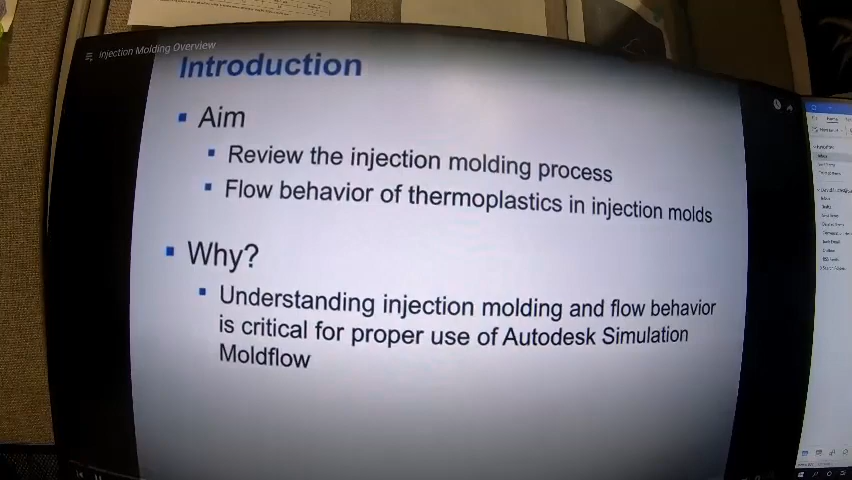 Injection Molding Overview
Introduction
Aim
Review the injection molding process
Flow behavior of thermoplastics in injection molds
Why?
Understanding injection molding and flow behavior
is critical for proper use of Autodesk Simulation
Moldflow